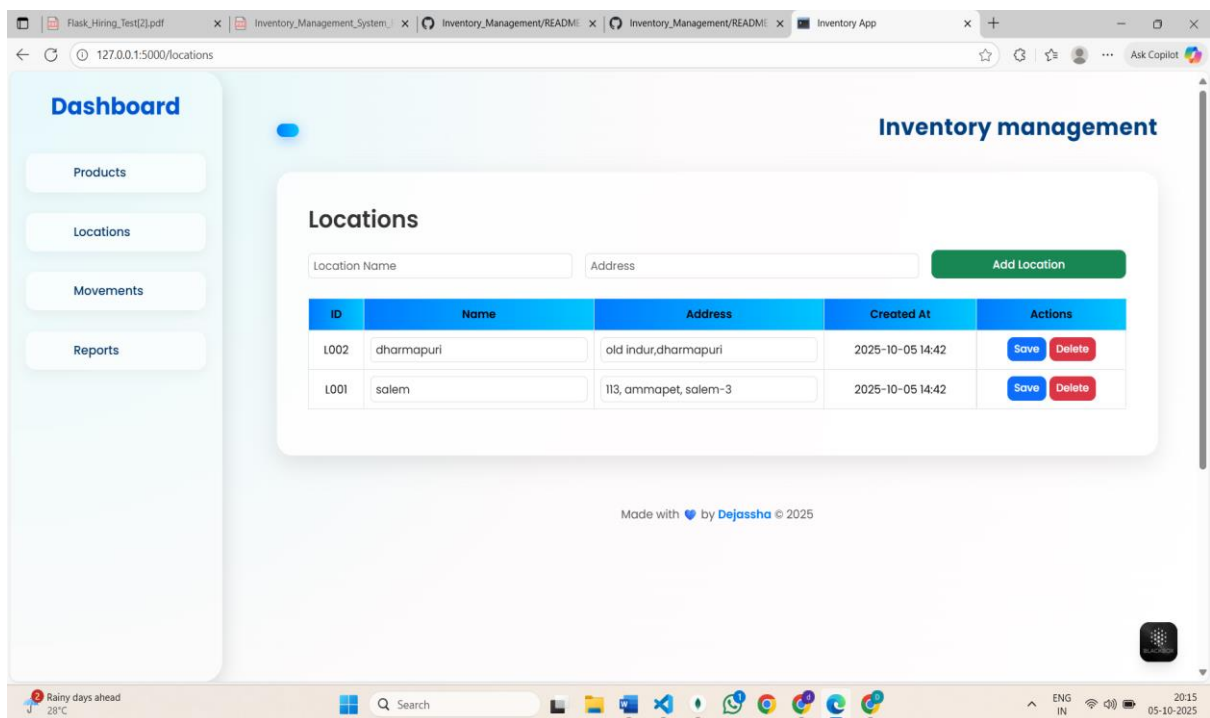 Flask_Hiring_Test[2].pdf
Inventory_Management_System_
Inventory_Management/README
Inventory_Management/README
Inventory App
127.0.0.1:5000/locations
Ask Copilot
Dashboard
Products
Locations
Movements
Reports
Inventory management
Locations
Location Name Address Add Location
ID Name Address Created At Actions
L002 dharmapuri old indur,dharmapuri 2025-10-05 14:42 Save Delete
L001 salem 113, ammapet, salem-3 2025-10-05 14:42 Save Delete
Made with 💙 by Dejassha © 2025
BLACKBOX
2
Rainy days ahead
28°C
Search
1
ENG
IN
20:15
05-10-2025